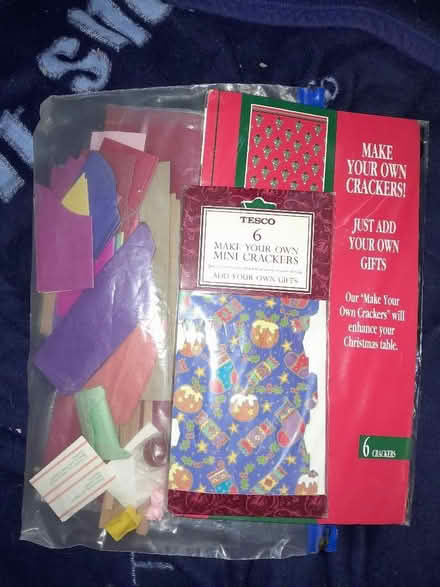 MAKE
YOUR OWN
CRACKERS!
JUST ADD
YOUR OWN
GIFTS
Our "Make Your
Own Crackers" will
enhance your
Christmas table.
6 CRACKERS
TESCO
6
MAKE YOUR OWN
MINI CRACKERS
ADD YOUR OWN GIFTS